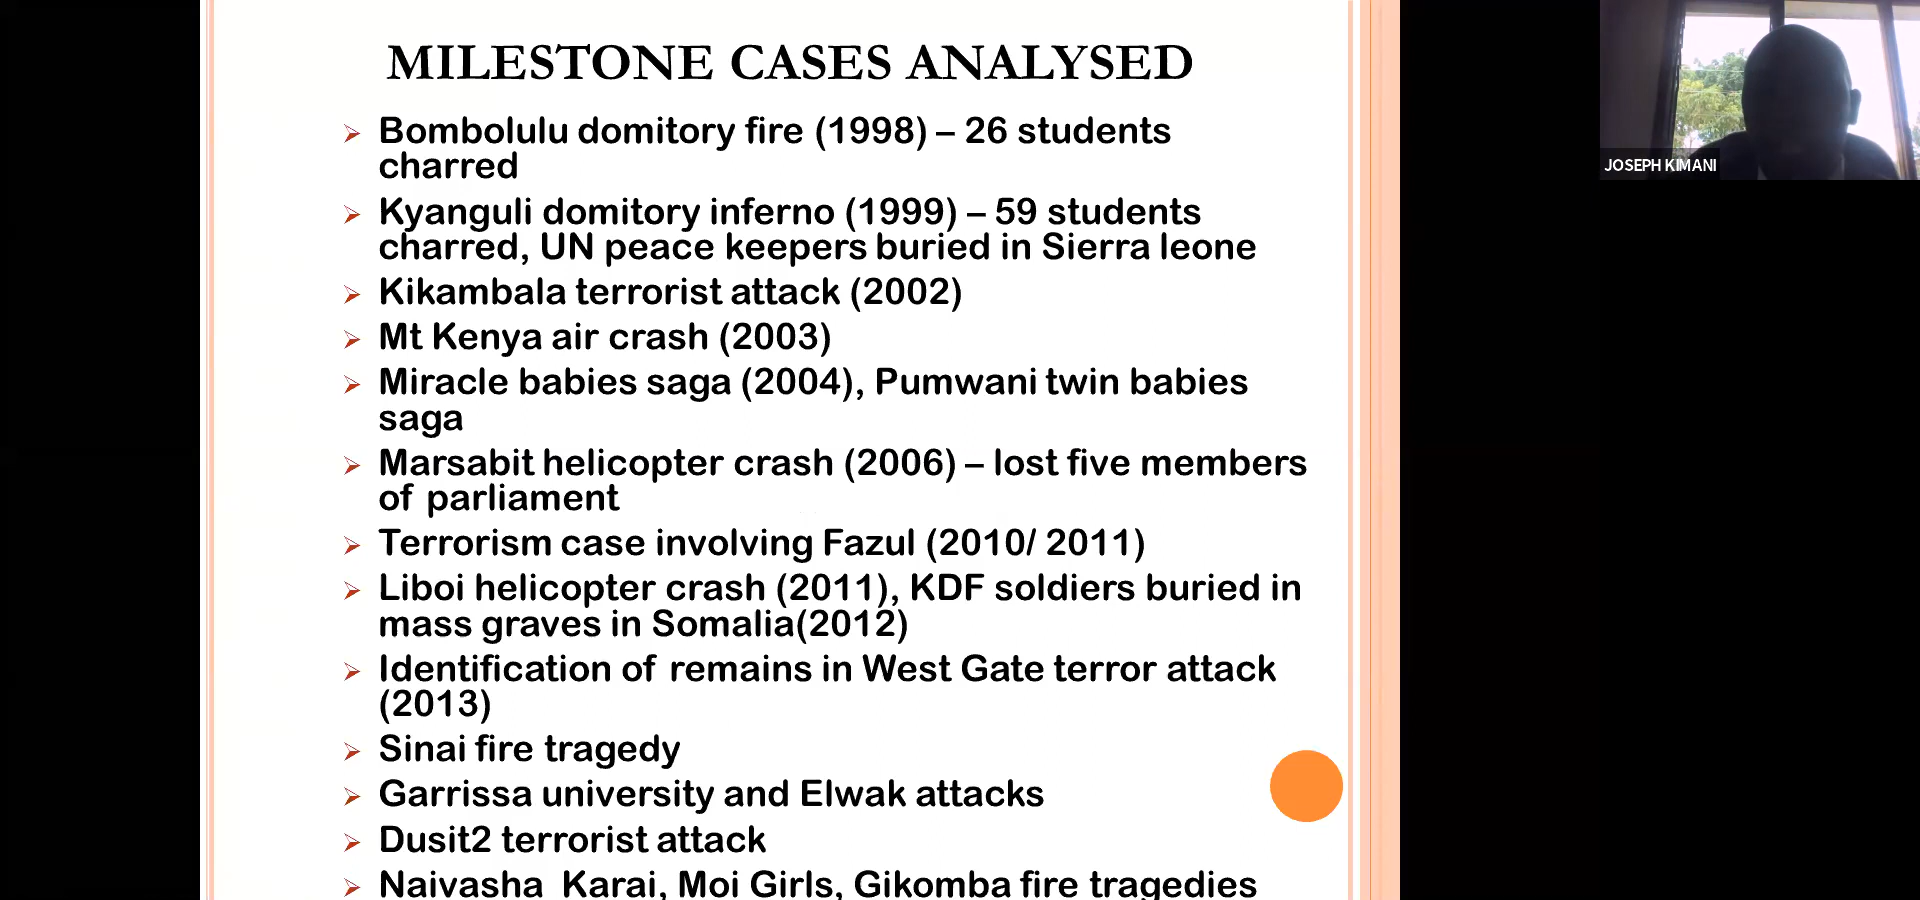 MILESTONE CASES ANALYSED
Bombolulu domitory fire (1998) – 26 students
charred
Kyanguli domitory inferno (1999) – 59 students
charred, UN peace keepers buried in Sierra leone
Kikambala terrorist attack (2002)
Mt Kenya air crash (2003)
Miracle babies saga (2004), Pumwani twin babies
saga
Marsabit helicopter crash (2006) – lost five members
of parliament
Terrorism case involving Fazul (2010/ 2011)
Liboi helicopter crash (2011), KDF soldiers buried in
mass graves in Somalia(2012)
Identification of remains in West Gate terror attack
(2013)
Sinai fire tragedy
Garrissa university and Elwak attacks
Dusit2 terrorist attack
Naivasha Karai, Moi Girls, Gikomba fire tragedies
JOSEPH KIMANI